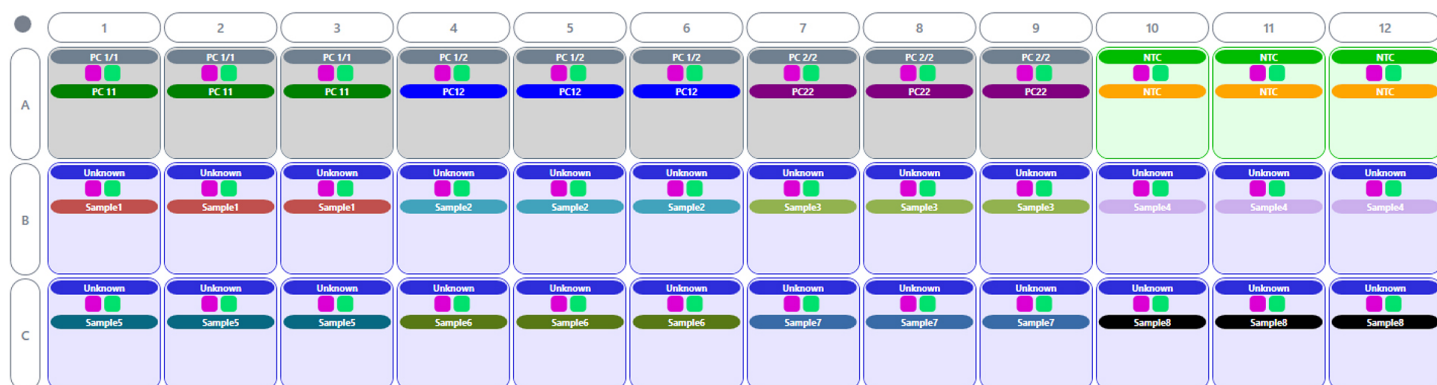 1 2 3 4 5 6 7 8 9 10 11 12
PC 1/1 PC 1/1 PC 1/1 PC 1/2 PC 1/2 PC 1/2 PC 2/2 PC 2/2 PC 2/2 NTC NTC NTC
A
PC 11 PC 11 PC 11 PC12 PC12 PC12 PC22 PC22 PC22 NTC NTC NTC
Unknown Unknown Unknown Unknown Unknown Unknown Unknown Unknown Unknown Unknown Unknown Unknown
B
Sample1 Sample1 Sample1 Sample2 Sample2 Sample2 Sample3 Sample3 Sample3 Sample4 Sample4 Sample4
Unknown Unknown Unknown Unknown Unknown Unknown Unknown Unknown Unknown Unknown Unknown Unknown
C
Sample5 Sample5 Sample5 Sample6 Sample6 Sample6 Sample7 Sample7 Sample7 Sample8 Sample8 Sample8